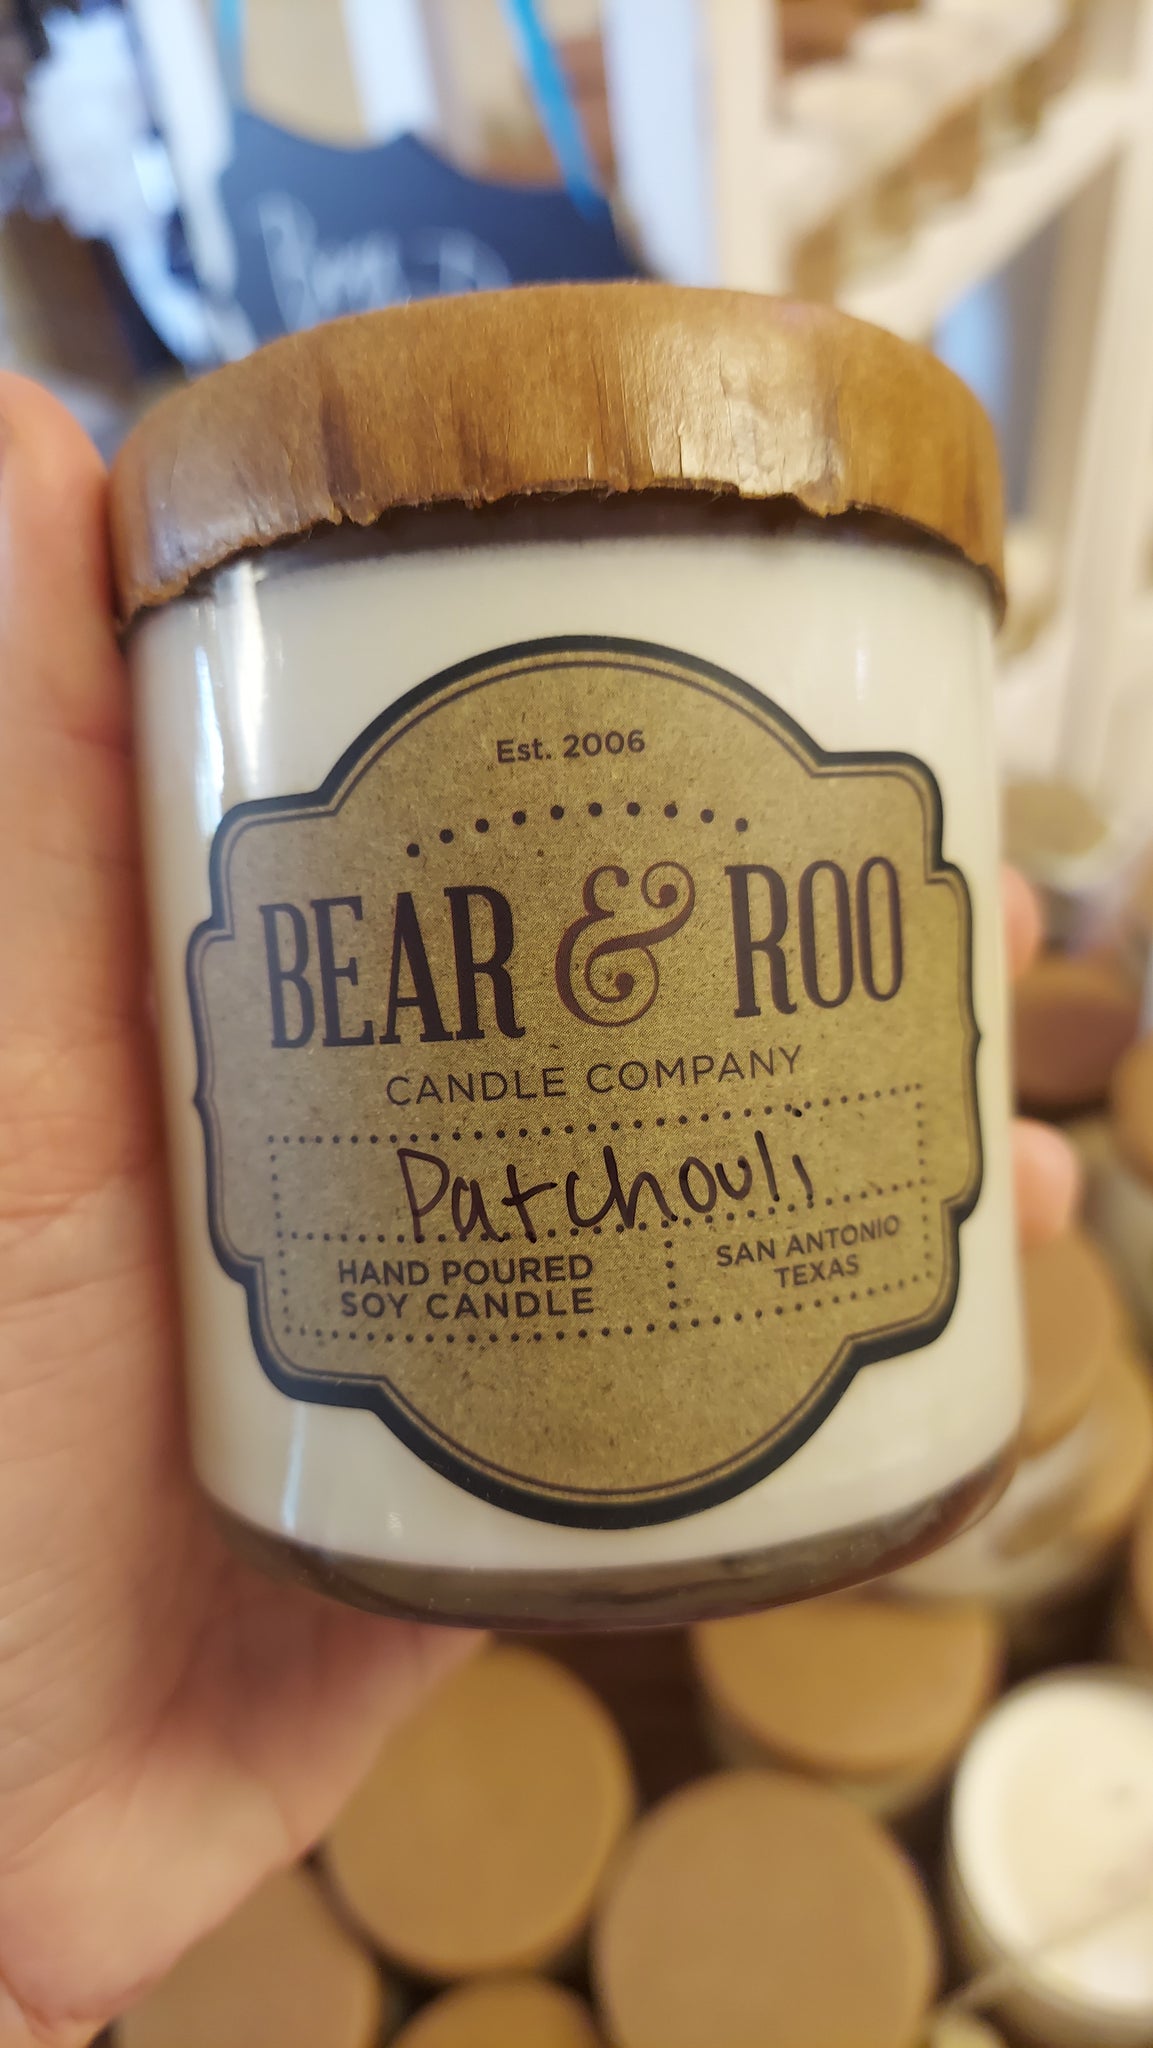 Est. 2006
BEAR & ROO
CANDLE COMPANY
Patchouli
HAND POURED
SOY CANDLE
SAN ANTONIO
TEXAS